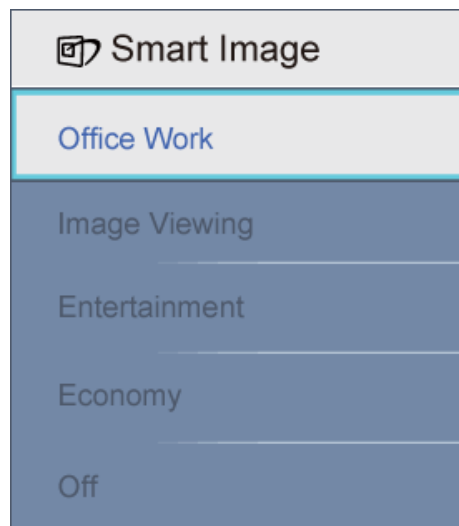 Smart Image
Office Work
Image Viewing
Entertainment
Economy
Off